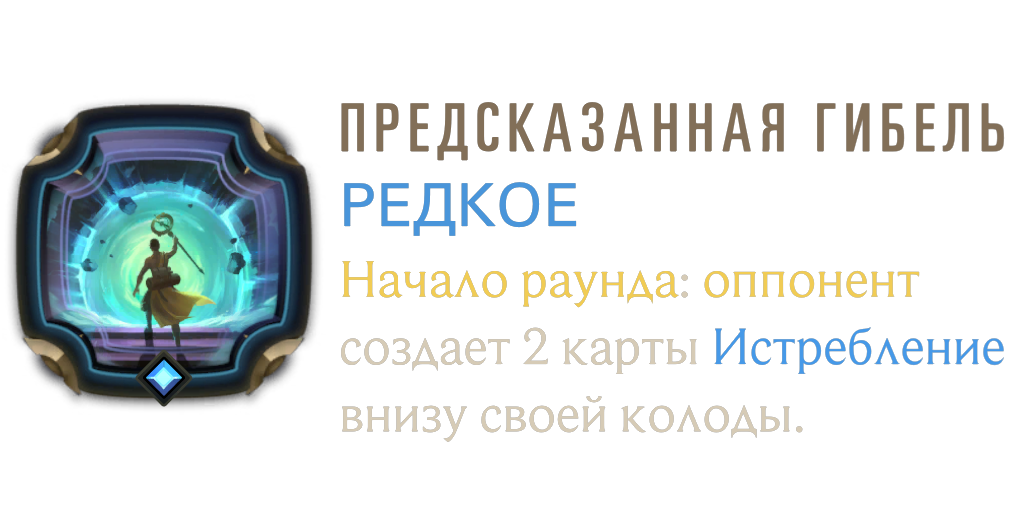 ПРЕДСКАЗАННАЯ ГИБЕЛЬ
РЕДКОЕ
Начало раунда: оппонент
создает 2 карты Истребление
внизу своей колоды.